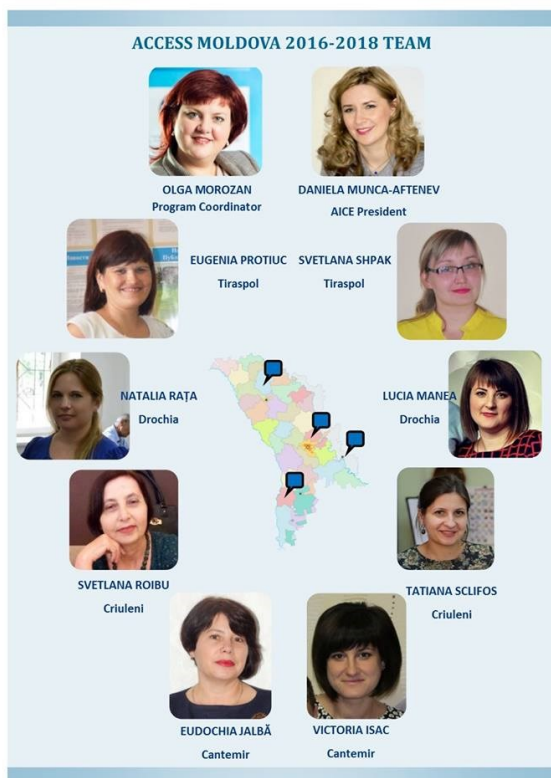 ACCESS MOLDOVA 2016-2018 TEAM
OLGA MOROZAN
Program Coordinator
DANIELA MUNCA-AFTENEV
AICE President
EUGENIA PROTIUC
Tiraspol
SVETLANA SHPAK
Tiraspol
NATALIA RAȚA
Drochia
LUCIA MANEA
Drochia
SVETLANA ROIBU
Criuleni
TATIANA SCLIFOS
Criuleni
EUDOCHIA JALBĂ
Cantemir
VICTORIA ISAC
Cantemir